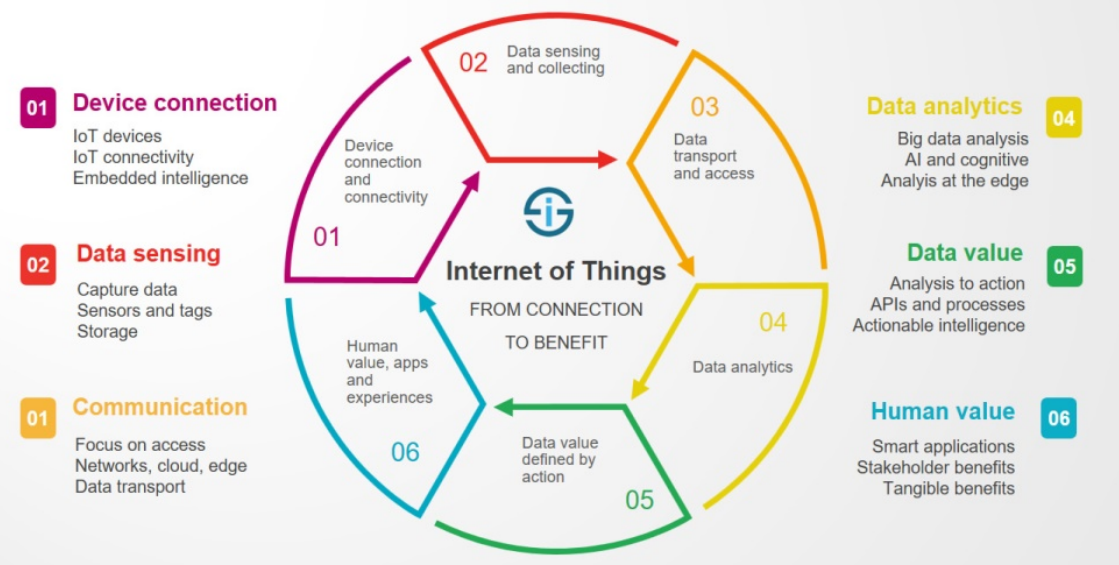 01
Device connection
IoT devices
IoT connectivity
Embedded intelligence
02
Data sensing
Capture data
Sensors and tags
Storage
01
Communication
Focus on access
Networks, cloud, edge
Data transport
01
Device
connection
and
connectivity
02
Data sensing
and collecting
03
Data
transport
and access
04
Data analytics
05
Data value
defined by
action
06
Human
value, apps
and
experiences
SiG
Internet of Things
FROM CONNECTION
TO BENEFIT
Data analytics
04
Big data analysis
AI and cognitive
Analyis at the edge
Data value
05
Analysis to action
APIs and processes
Actionable intelligence
Human value
06
Smart applications
Stakeholder benefits
Tangible benefits